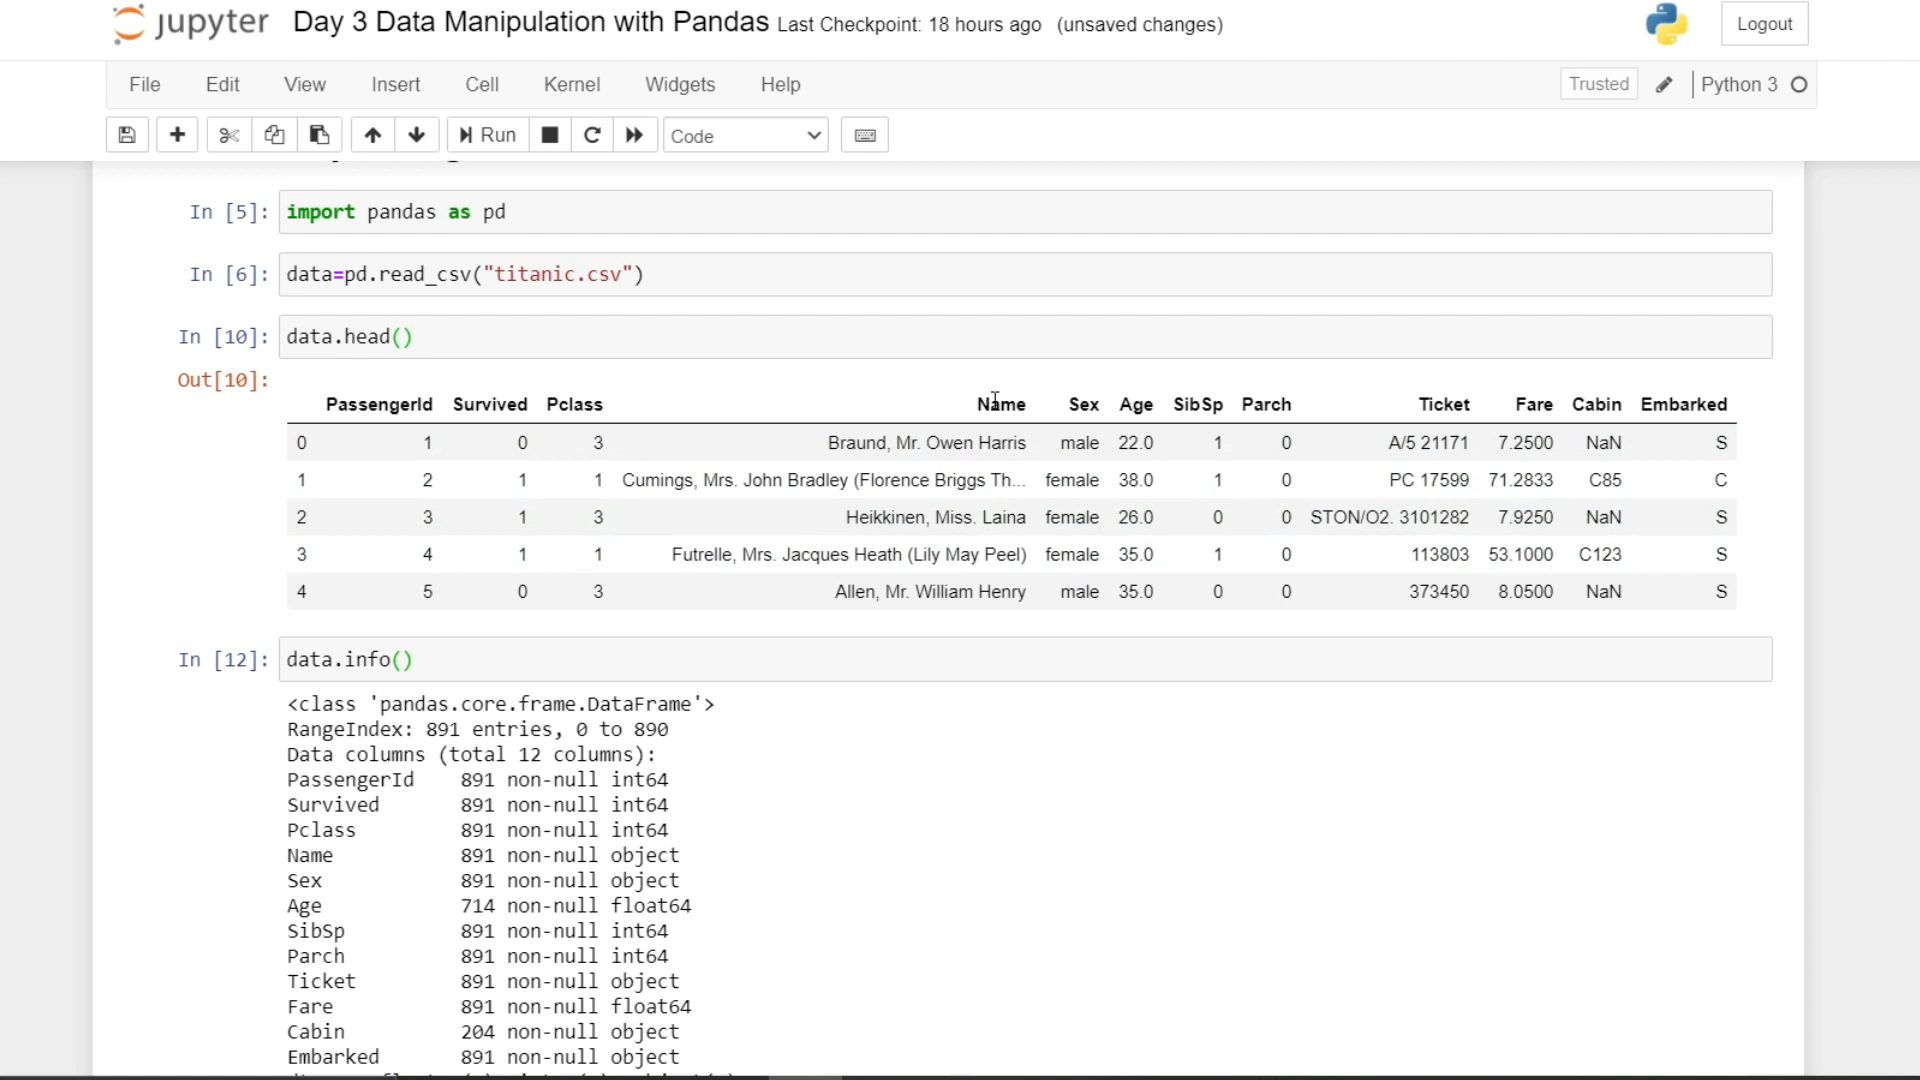 jupyter Day 3 Data Manipulation with Pandas Last Checkpoint: 18 hours ago (unsaved changes) Logout
File Edit View Insert Cell Kernel Widgets Help Trusted Python 3
Run Code
In [5]: import pandas as pd
In [6]: data=pd.read_csv("titanic.csv")
In [10]: data.head()
Out[10]:
PassengerId Survived Pclass Name Sex Age SibSp Parch Ticket Fare Cabin Embarked
0 1 0 3 Braund, Mr. Owen Harris male 22.0 1 0 A/5 21171 7.2500 NaN S
1 2 1 1 Cumings, Mrs. John Bradley (Florence Briggs Th... female 38.0 1 0 PC 17599 71.2833 C85 C
2 3 1 3 Heikkinen, Miss. Laina female 26.0 0 0 STON/O2. 3101282 7.9250 NaN S
3 4 1 1 Futrelle, Mrs. Jacques Heath (Lily May Peel) female 35.0 1 0 113803 53.1000 C123 S
4 5 0 3 Allen, Mr. William Henry male 35.0 0 0 373450 8.0500 NaN S
In [12]: data.info()
<class 'pandas.core.frame.DataFrame'>
RangeIndex: 891 entries, 0 to 890
Data columns (total 12 columns):
PassengerId 891 non-null int64
Survived 891 non-null int64
Pclass 891 non-null int64
Name 891 non-null object
Sex 891 non-null object
Age 714 non-null float64
SibSp 891 non-null int64
Parch 891 non-null int64
Ticket 891 non-null object
Fare 891 non-null float64
Cabin 204 non-null object
Embarked 891 non-null object